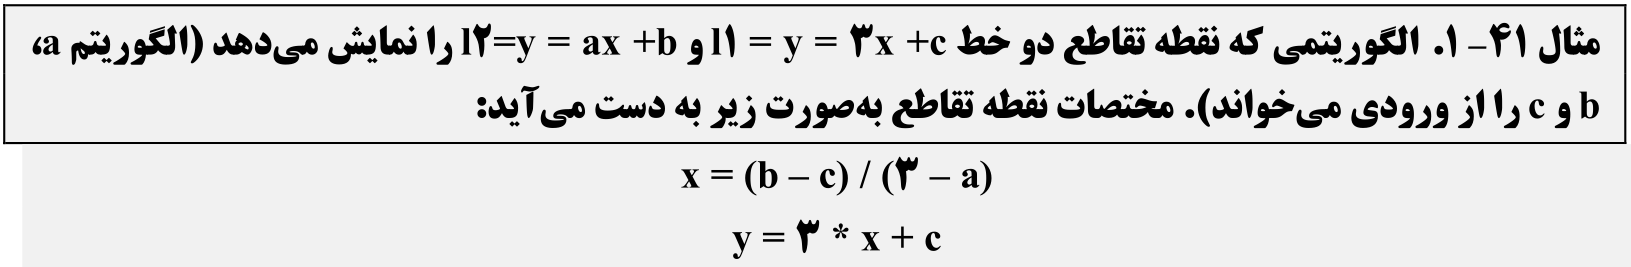 مثال ۴۱– ۱. الگوریتمی که نقطه تقاطع دو خط l۱ = y = ۳x +c و l۲=y = ax +b را نمایش می‌دهد (الگوریتم a،
b و c را از ورودی می‌خواند). مختصات نقطه تقاطع به‌صورت زیر به دست می‌آید:
x = (b – c) / (۳ – a)
y = ۳ * x + c